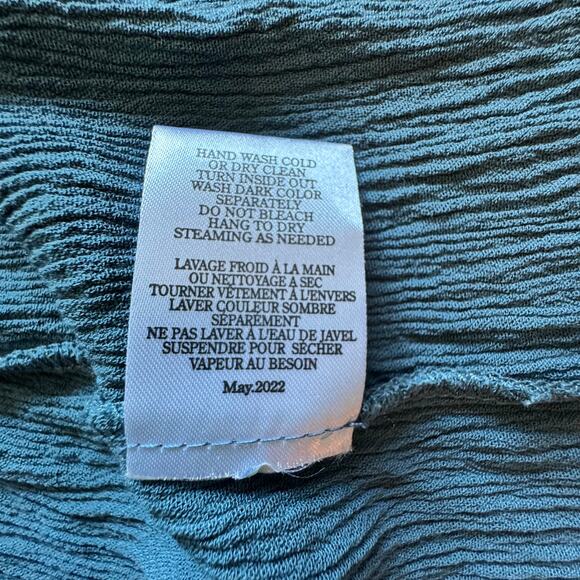 HAND WASH COLD
OR DRY CLEAN
TURN INSIDE OUT
WASH DARK COLOR
SEPARATELY
DO NOT BLEACH
HANG TO DRY
STEAMING AS NEEDED
LAVAGE FROID À LA MAIN
OU NETTOYAGE A SEC
TOURNER VÊTEMENT À L'ENVERS
LAVER COULEUR SOMBRE
SÉPARÉMENT
NE PAS LAVER À L'EAU DE JAVEL
SUSPENDRE POUR SÉCHER
VAPEUR AU BESOIN
May.2022